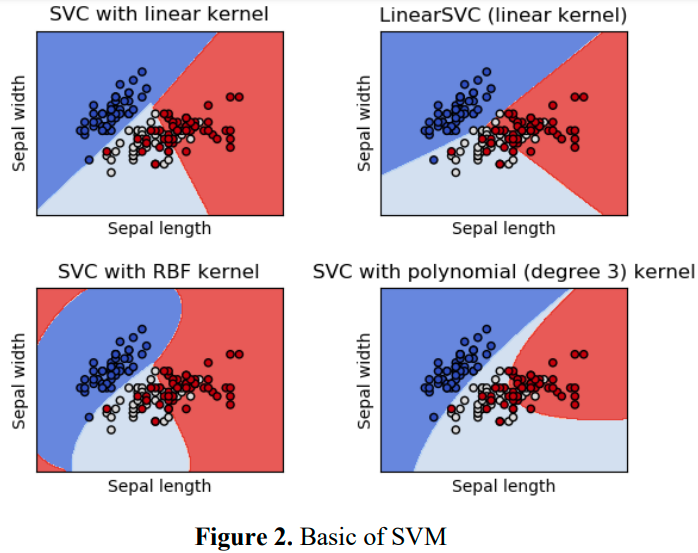 SVC with linear kernel
LinearSVC (linear kernel)
Sepal width
Sepal width
Sepal length
Sepal length
SVC with RBF kernel
SVC with polynomial (degree 3) kernel
Sepal width
Sepal width
Sepal length
Sepal length
Figure 2. Basic of SVM